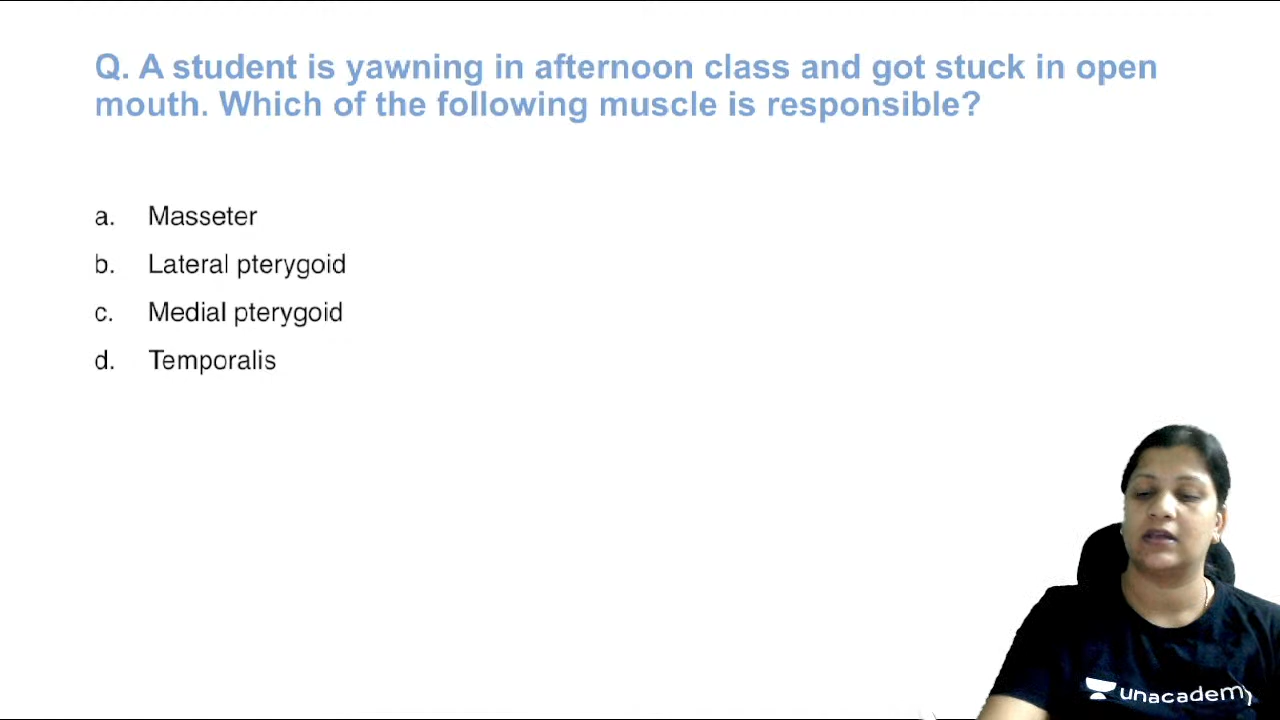 Q. A student is yawning in afternoon class and got stuck in open
mouth. Which of the following muscle is responsible?
a. Masseter
b. Lateral pterygoid
c. Medial pterygoid
d. Temporalis
unacademy